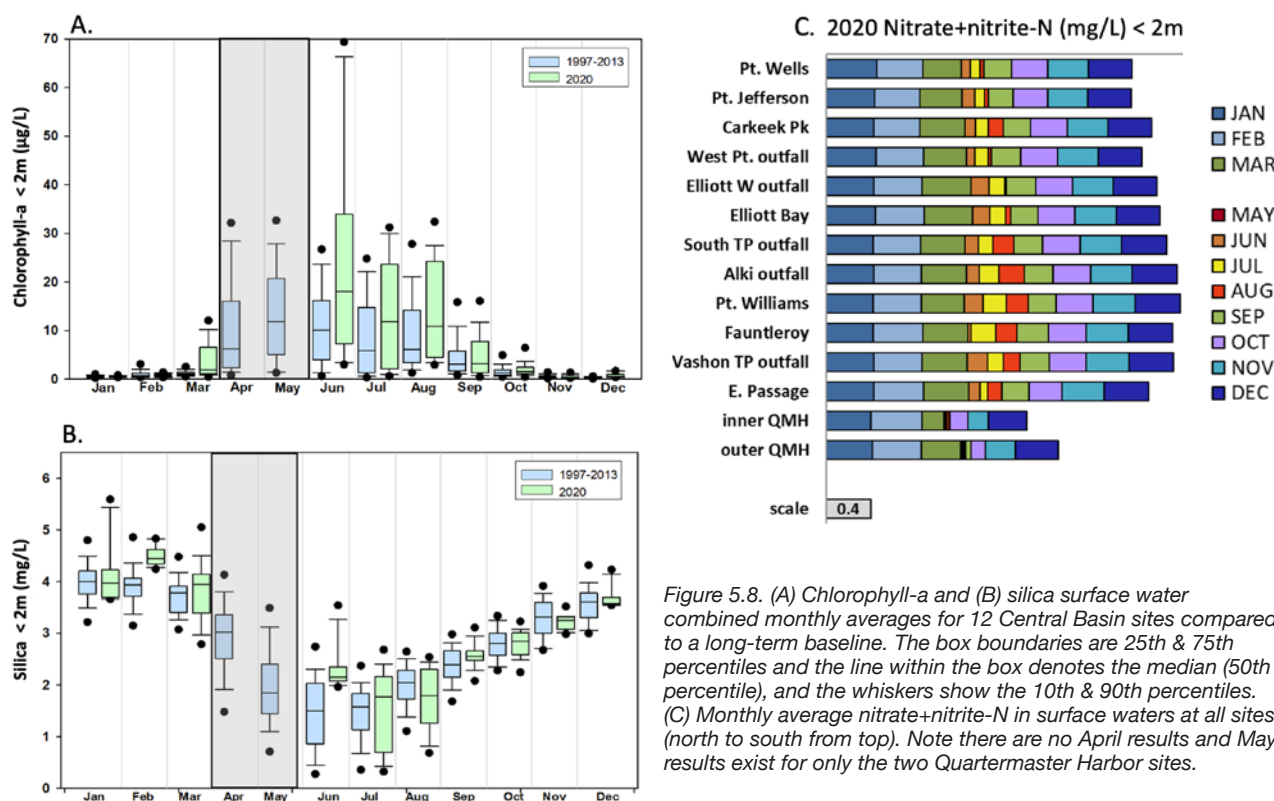 A.
70
60
50
40
30
20
10
0
Chlorophyll-a < 2m (µg/L)
1997-2013
2020
Jan Feb Mar Apr May Jun Jul Aug Sep Oct Nov Dec
B.
6
5
4
3
2
1
0
Silica < 2m (mg/L)
1997-2013
2020
Jan Feb Mar Apr May Jun Jul Aug Sep Oct Nov Dec
C. 2020 Nitrate+nitrite-N (mg/L) < 2m
Pt. Wells
Pt. Jefferson
Carkeek Pk
West Pt. outfall
Elliott W outfall
Elliott Bay
South TP outfall
Alki outfall
Pt. Williams
Fauntleroy
Vashon TP outfall
E. Passage
inner QMH
outer QMH
scale
0.4
JAN
FEB
MAR
MAY
JUN
JUL
AUG
SEP
OCT
NOV
DEC
Figure 5.8. (A) Chlorophyll-a and (B) silica surface water
combined monthly averages for 12 Central Basin sites compared
to a long-term baseline. The box boundaries are 25th & 75th
percentiles and the line within the box denotes the median (50th
percentile), and the whiskers show the 10th & 90th percentiles.
(C) Monthly average nitrate+nitrite-N in surface waters at all sites
(north to south from top). Note there are no April results and May
results exist for only the two Quartermaster Harbor sites.